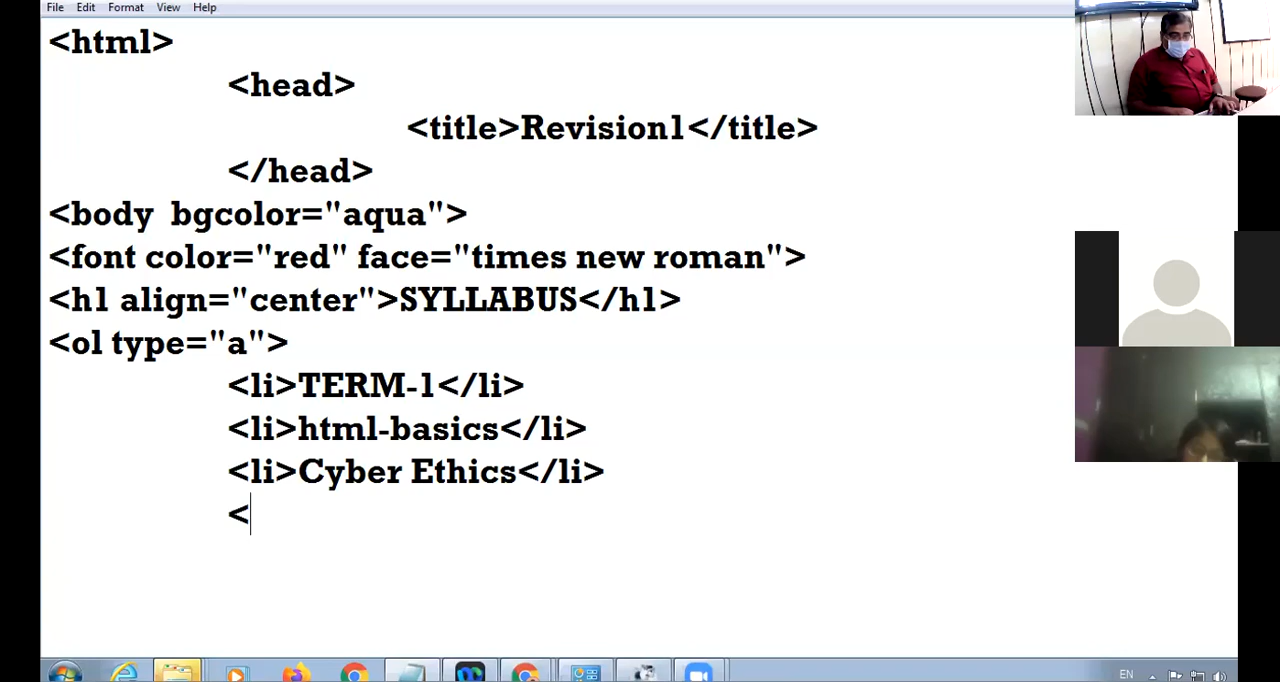 File Edit Format View Help
<html>
<head>
<title>Revision1</title>
</head>
<body bgcolor="aqua">
<font color="red" face="times new roman">
<h1 align="center">SYLLABUS</h1>
<ol type="a">
<li>TERM-1</li>
<li>html-basics</li>
<li>Cyber Ethics</li>
<
EN